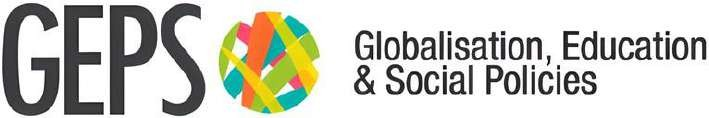 GEPS
Globalisation, Education
& Social Policies